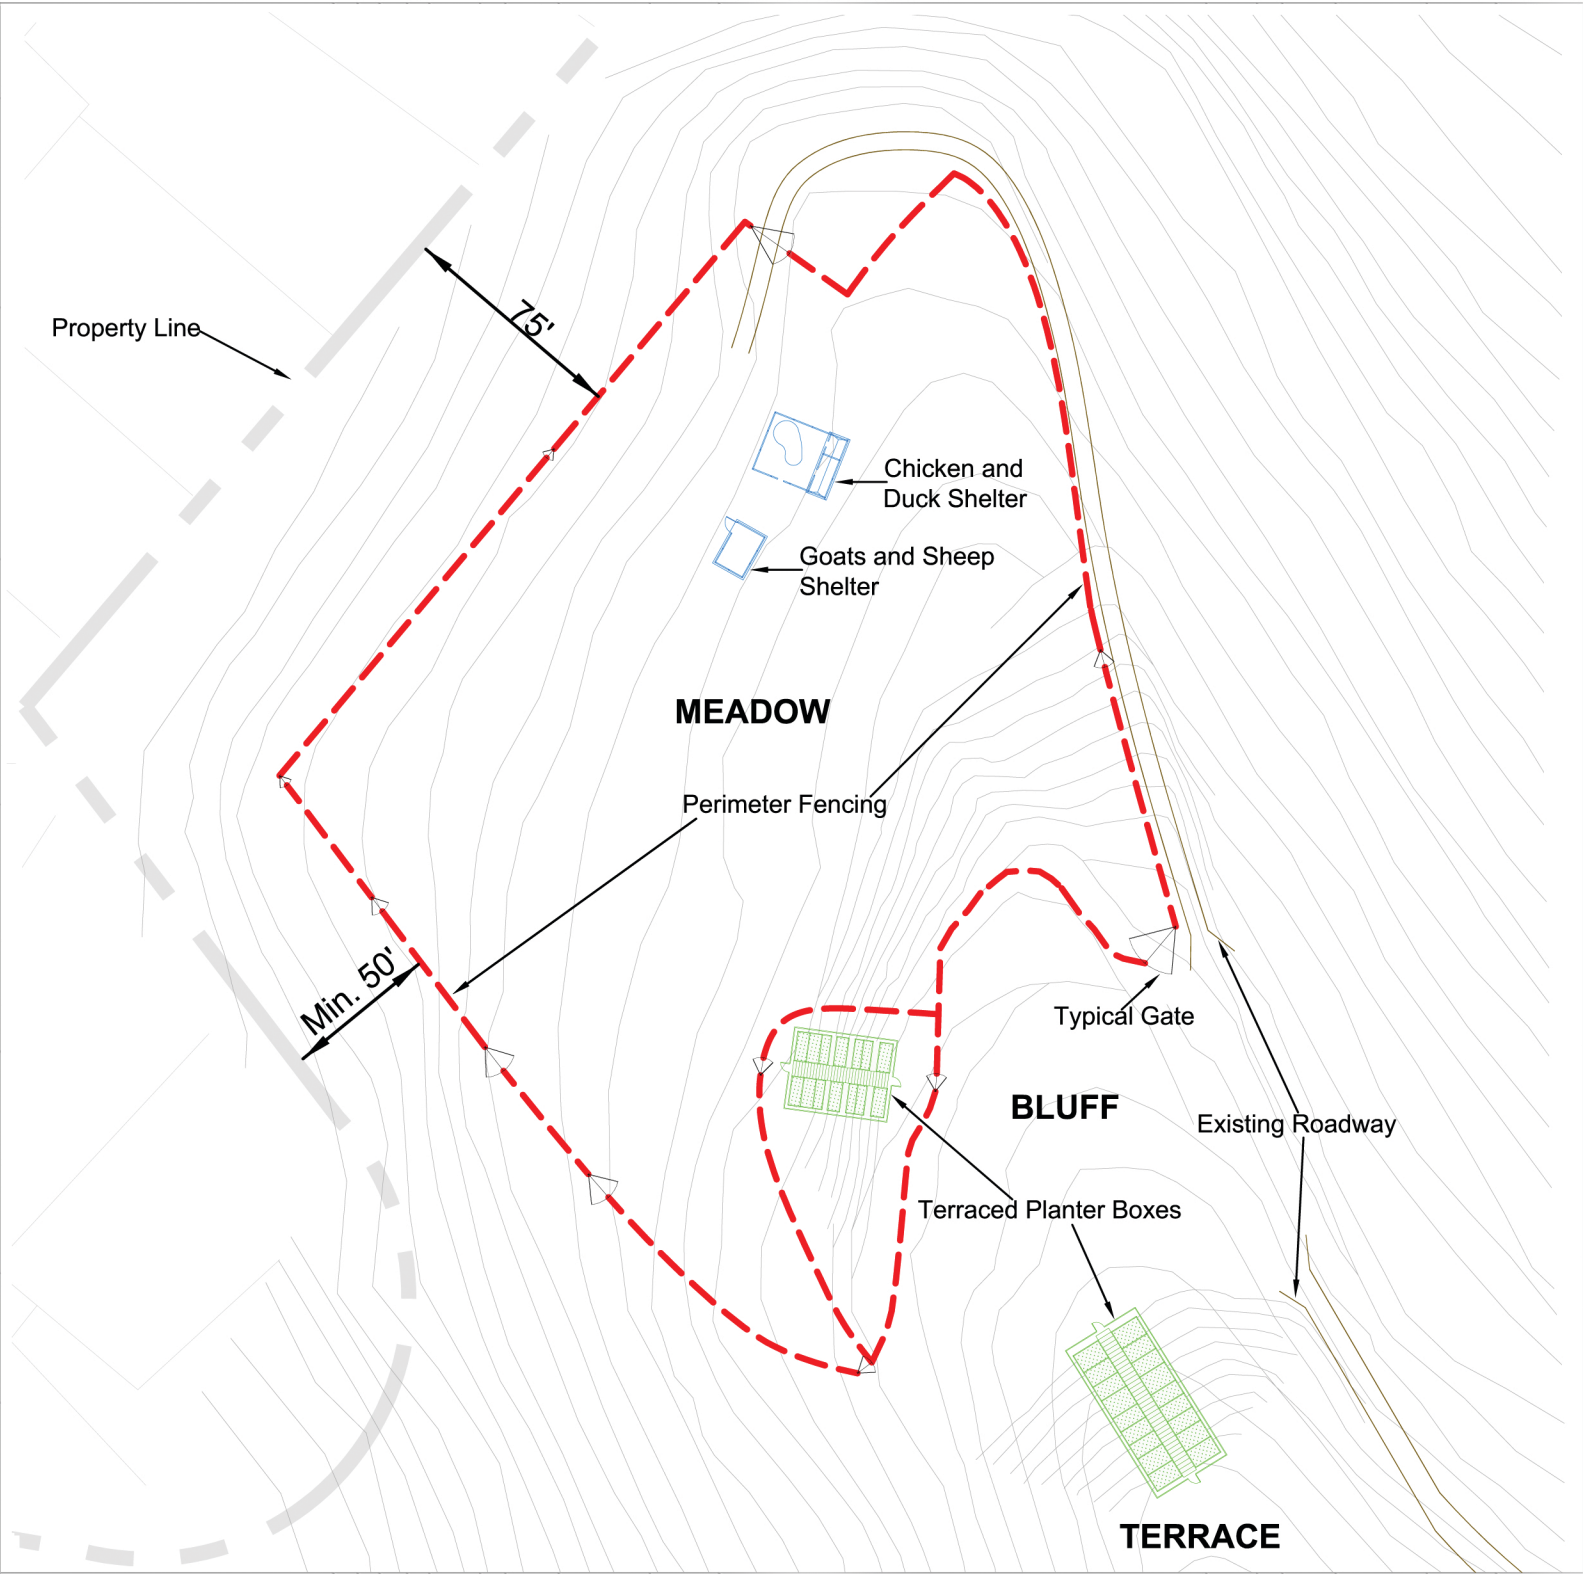 75'
Property Line
Chicken and
Duck Shelter
Goats and Sheep
Shelter
MEADOW
Perimeter Fencing
Min. 50'
Typical Gate
BLUFF
Existing Roadway
Terraced Planter Boxes
TERRACE